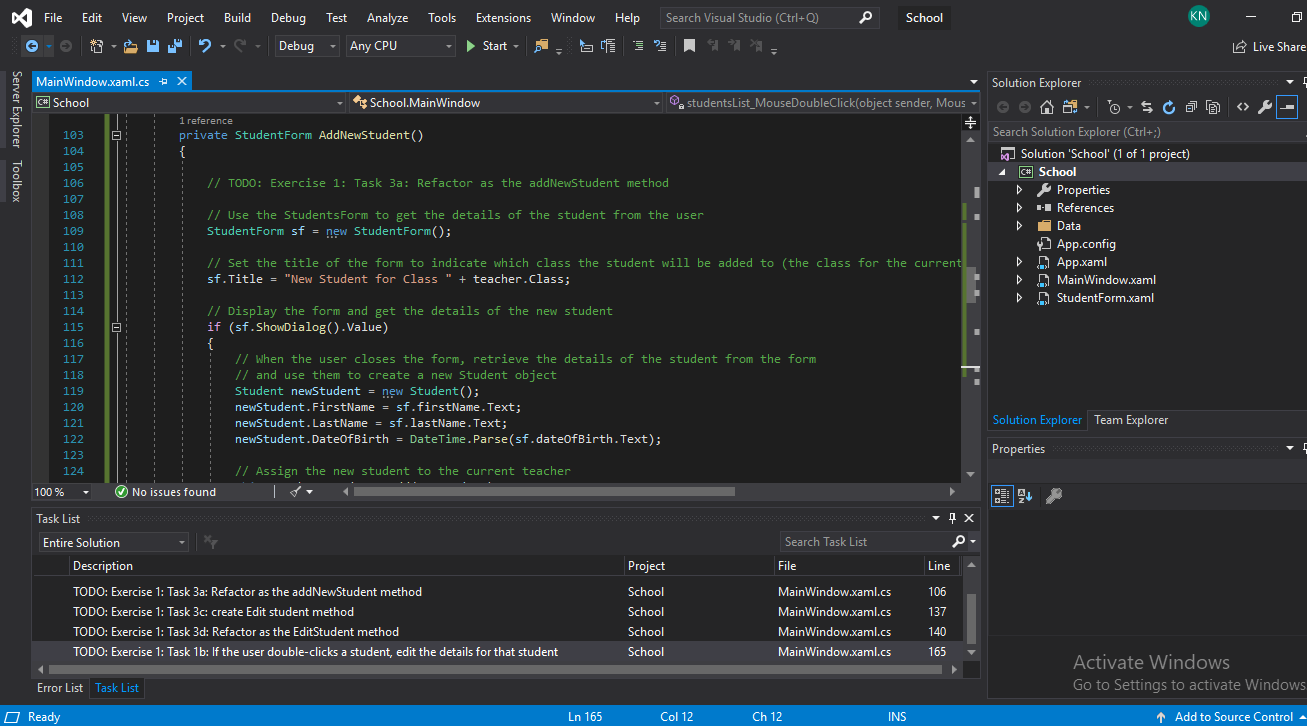 File Edit View Project Build Debug Test Analyze Tools Extensions Window Help Search Visual Studio (Ctrl+Q) School KN
Debug Any CPU Start Live Share
Server Explorer
Toolbox
MainWindow.xaml.cs
C# School School.MainWindow studentsList_MouseDoubleClick(object sender, Mous
1 reference
103 private StudentForm AddNewStudent()
104 {
105
106 // TODO: Exercise 1: Task 3a: Refactor as the addNewStudent method
107
108 // Use the StudentsForm to get the details of the student from the user
109 StudentForm sf = new StudentForm();
110
111 // Set the title of the form to indicate which class the student will be added to (the class for the current
112 sf.Title = "New Student for Class " + teacher.Class;
113
114 // Display the form and get the details of the new student
115 if (sf.ShowDialog().Value)
116 {
117 // When the user closes the form, retrieve the details of the student from the form
118 // and use them to create a new Student object
119 Student newStudent = new Student();
120 newStudent.FirstName = sf.firstName.Text;
121 newStudent.LastName = sf.lastName.Text;
122 newStudent.DateOfBirth = DateTime.Parse(sf.dateOfBirth.Text);
123
124 // Assign the new student to the current teacher
100 % No issues found
Solution Explorer
Search Solution Explorer (Ctrl+;)
Solution 'School' (1 of 1 project)
C# School
Properties
References
Data
App.config
App.xaml
MainWindow.xaml
StudentForm.xaml
Solution Explorer Team Explorer
Properties
Task List
Entire Solution Search Task List
Description Project File Line
TODO: Exercise 1: Task 3a: Refactor as the addNewStudent method School MainWindow.xaml.cs 106
TODO: Exercise 1: Task 3c: create Edit student method School MainWindow.xaml.cs 137
TODO: Exercise 1: Task 3d: Refactor as the EditStudent method School MainWindow.xaml.cs 140
TODO: Exercise 1: Task 1b: If the user double-clicks a student, edit the details for that student School MainWindow.xaml.cs 165
Error List Task List
Activate Windows
Go to Settings to activate Windows
Ready Ln 165 Col 12 Ch 12 INS Add to Source Control